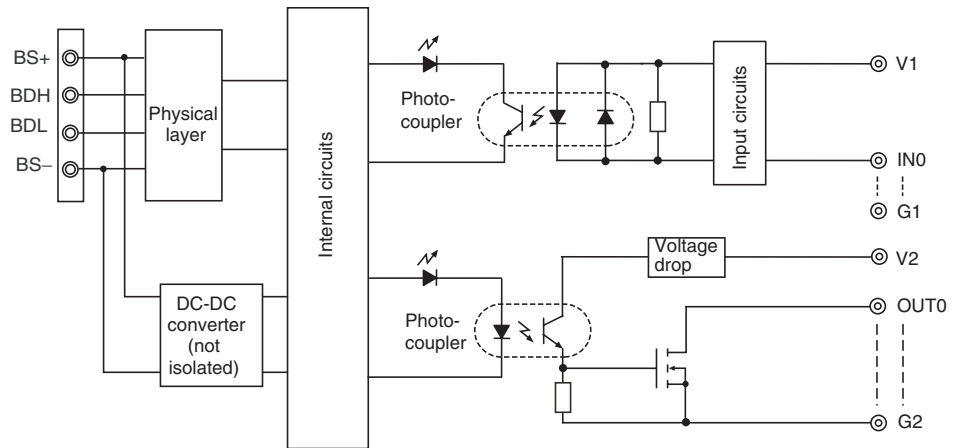 BS+
BDH
BDL
BS−
Physical
layer
DC-DC
converter
(not
isolated)
Internal circuits
Photo-
coupler
Input circuits
V1
IN0
G1
Photo-
coupler
Voltage
drop
V2
OUT0
G2